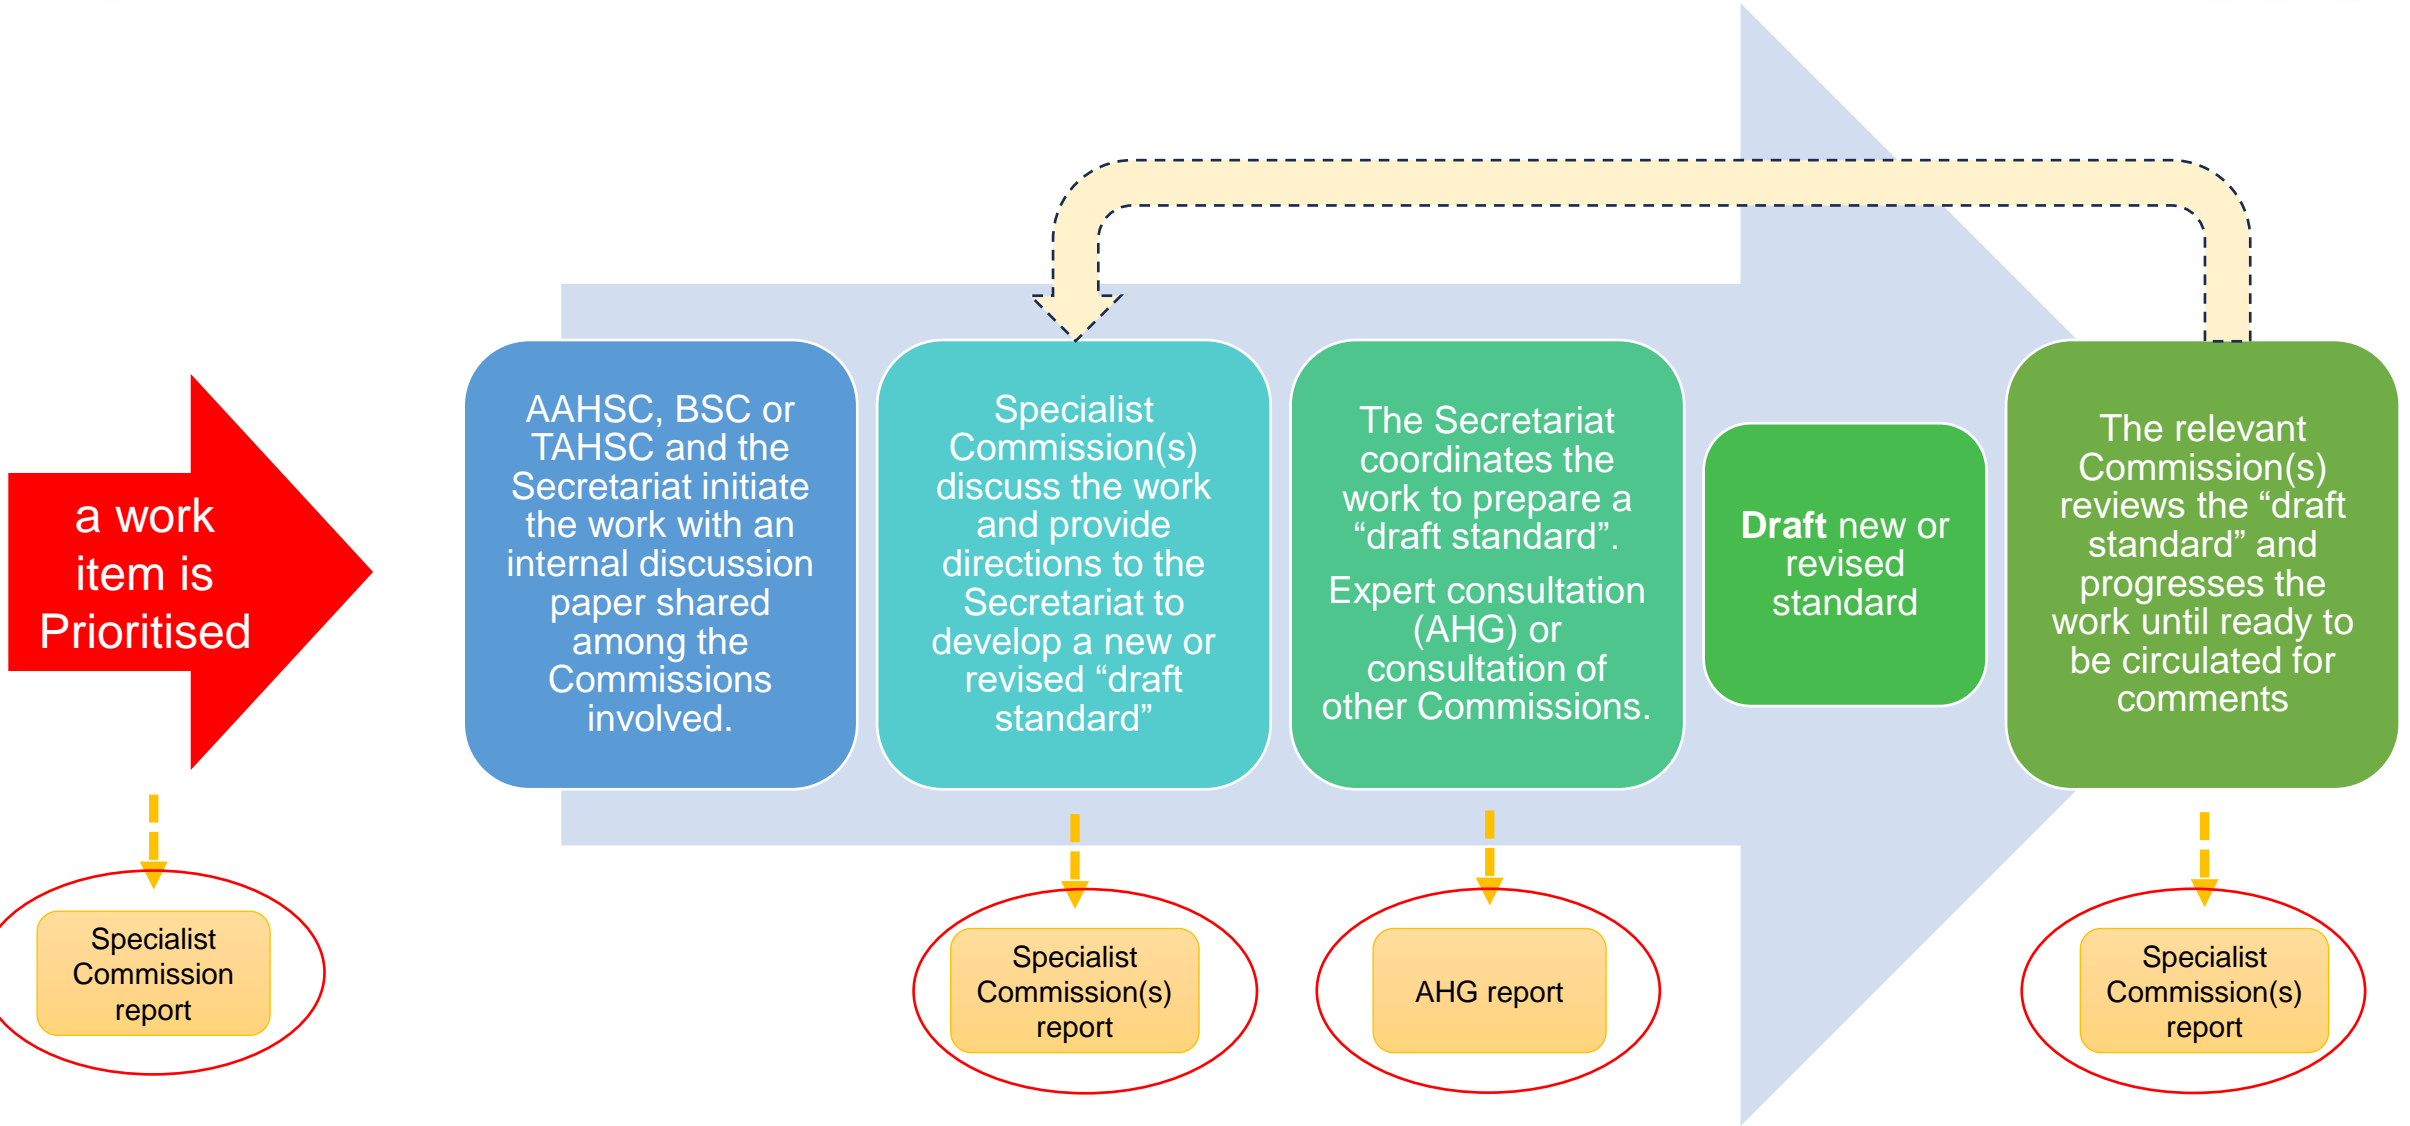 a work
item is
Prioritised
AAHSC, BSC or
TAHSC and the
Secretariat initiate
the work with an
internal discussion
paper shared
among the
Commissions
involved.
Specialist
Commission(s)
discuss the work
and provide
directions to the
Secretariat to
develop a new or
revised “draft
standard”
The Secretariat
coordinates the
work to prepare a
“draft standard”.
Expert consultation
(AHG) or
consultation of
other Commissions.
Draft new or
revised
standard
The relevant
Commission(s)
reviews the “draft
standard” and
progresses the
work until ready to
be circulated for
comments
Specialist
Commission
report
Specialist
Commission(s)
report
AHG report
Specialist
Commission(s)
report